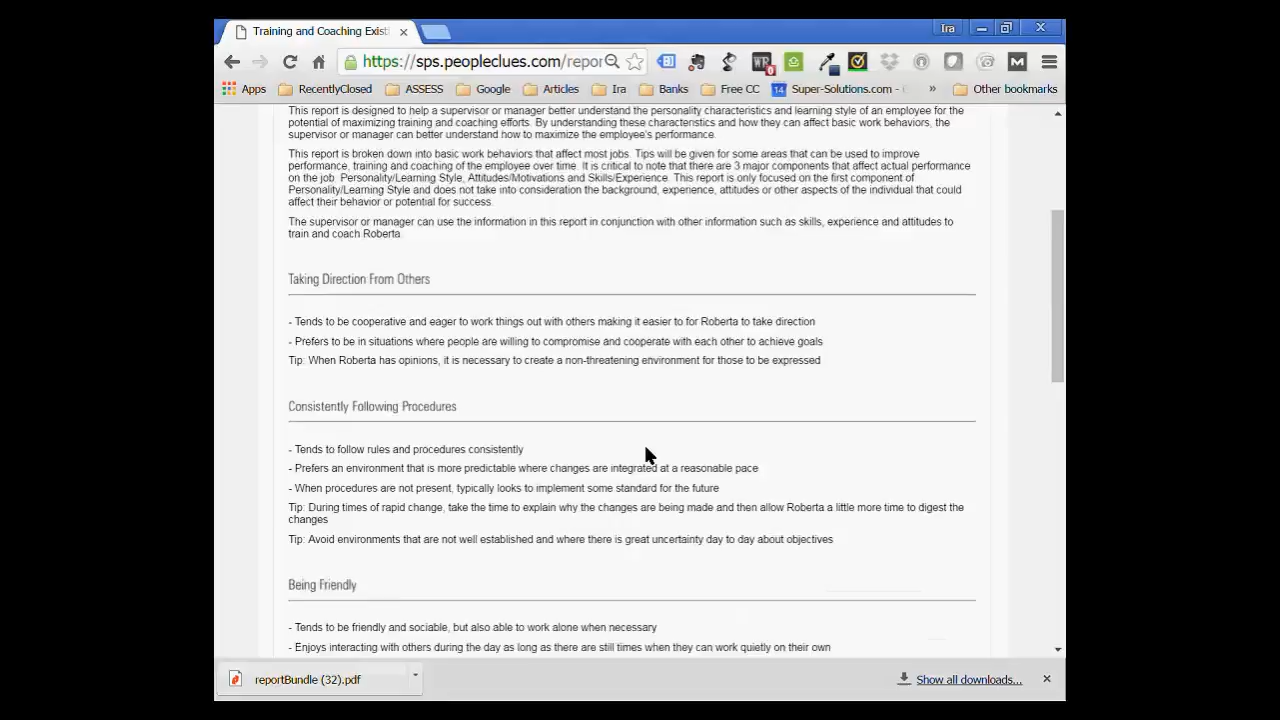 Training and Coaching Exist
Ira
https://sps.peopleclues.com/repor
Apps RecentlyClosed ASSESS Google Articles Ira Banks Free CC 14 Super-Solutions.com - » Other bookmarks
This report is designed to help a supervisor or manager better understand the personality characteristics and learning style of an employee for the
potential of maximizing training and coaching efforts. By understanding these characteristics and how they can affect basic work behaviors, the
supervisor or manager can better understand how to maximize the employee's performance.
This report is broken down into basic work behaviors that affect most jobs. Tips will be given for some areas that can be used to improve
performance, training and coaching of the employee over time. It is critical to note that there are 3 major components that affect actual performance
on the job. Personality/Learning Style, Attitudes/Motivations and Skills/Experience. This report is only focused on the first component of
Personality/Learning Style and does not take into consideration the background, experience, attitudes or other aspects of the individual that could
affect their behavior or potential for success.
The supervisor or manager can use the information in this report in conjunction with other information such as skills, experience and attitudes to
train and coach Roberta.
Taking Direction From Others
- Tends to be cooperative and eager to work things out with others making it easier to for Roberta to take direction
- Prefers to be in situations where people are willing to compromise and cooperate with each other to achieve goals
Tip: When Roberta has opinions, it is necessary to create a non-threatening environment for those to be expressed
Consistently Following Procedures
- Tends to follow rules and procedures consistently
- Prefers an environment that is more predictable where changes are integrated at a reasonable pace
- When procedures are not present, typically looks to implement some standard for the future
Tip: During times of rapid change, take the time to explain why the changes are being made and then allow Roberta a little more time to digest the
changes
Tip: Avoid environments that are not well established and where there is great uncertainty day to day about objectives
Being Friendly
- Tends to be friendly and sociable, but also able to work alone when necessary
- Enjoys interacting with others during the day as long as there are still times when they can work quietly on their own
reportBundle (32).pdf
Show all downloads...